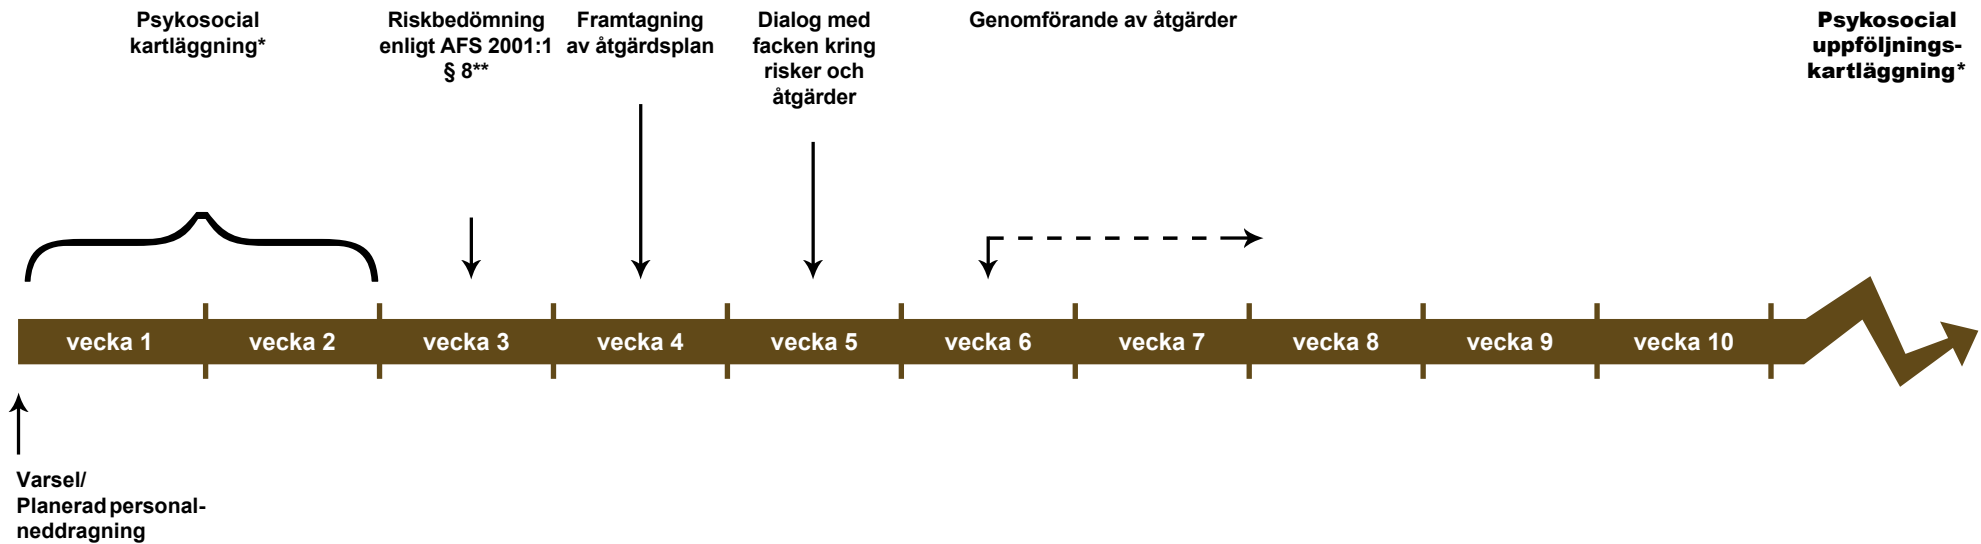 Psykosocial
kartläggning*
Riskbedömning
enligt AFS 2001:1
§ 8**
Framtagning
av åtgärdsplan
Dialog med
facken kring
risker och
åtgärder
Genomförande av åtgärder
Psykosocial
uppföljnings-
kartläggning*
vecka 1
vecka 2
vecka 3
vecka 4
vecka 5
vecka 6
vecka 7
vecka 8
vecka 9
vecka 10
Varsel/
Planerad personal-
neddragning